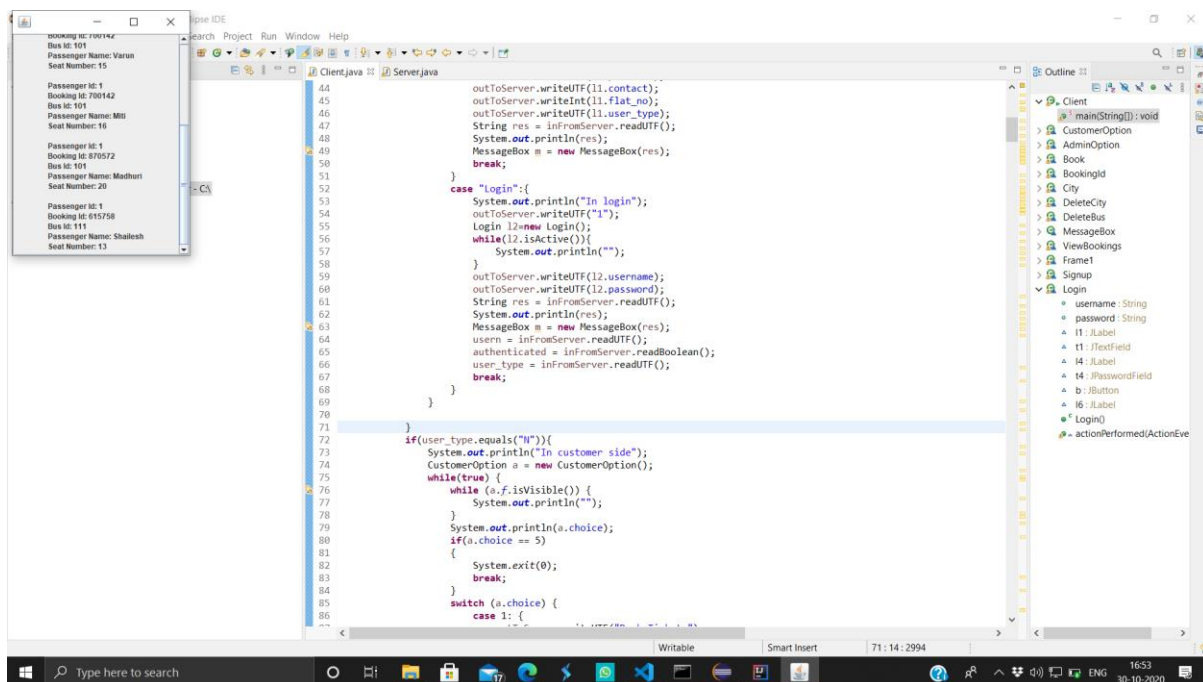 lipse IDE
Search Project Run Window Help
Booking Id: 700142
Bus Id: 101
Passenger Name: Varun
Seat Number: 15
Passenger Id: 1
Booking Id: 700142
Bus Id: 101
Passenger Name: Miti
Seat Number: 16
Passenger Id: 1
Booking Id: 870572
Bus Id: 101
Passenger Name: Madhuri
Seat Number: 20
Passenger Id: 1
Booking Id: 615758
Bus Id: 111
Passenger Name: Shailesh
Seat Number: 13
- C:\
Client.java Server.java
44 outToServer.writeUTF(l1.contact);
45 outToServer.writeInt(l1.flat_no);
46 outToServer.writeUTF(l1.user_type);
47 String res = inFromServer.readUTF();
48 System.out.println(res);
49 MessageBox m = new MessageBox(res);
50 break;
51 }
52 case "Login":{
53 System.out.println("In login");
54 outToServer.writeUTF("1");
55 Login l2=new Login();
56 while(l2.isActive()){
57 System.out.println("");
58 }
59 outToServer.writeUTF(l2.username);
60 outToServer.writeUTF(l2.password);
61 String res = inFromServer.readUTF();
62 System.out.println(res);
63 MessageBox m = new MessageBox(res);
64 usern = inFromServer.readUTF();
65 authenticated = inFromServer.readBoolean();
66 user_type = inFromServer.readUTF();
67 break;
68 }
69 }
70
71 }
72 if(user_type.equals("N")){
73 System.out.println("In customer side");
74 CustomerOption a = new CustomerOption();
75 while(true) {
76 while (a.f.isVisible()) {
77 System.out.println("");
78 }
79 System.out.println(a.choice);
80 if(a.choice == 5)
81 {
82 System.exit(0);
83 break;
84 }
85 switch (a.choice) {
86 case 1: {
Outline
Client
main(String[]) : void
CustomerOption
AdminOption
Book
BookingId
City
DeleteCity
DeleteBus
MessageBox
ViewBookings
Frame1
Signup
Login
username : String
password : String
l1 : JLabel
t1 : JTextField
l4 : JLabel
t4 : JPasswordField
b : JButton
l6 : JLabel
Login()
actionPerformed(ActionEve
Writable Smart Insert 71 : 14 : 2994
Type here to search
17
ENG
16:53
30-10-2020